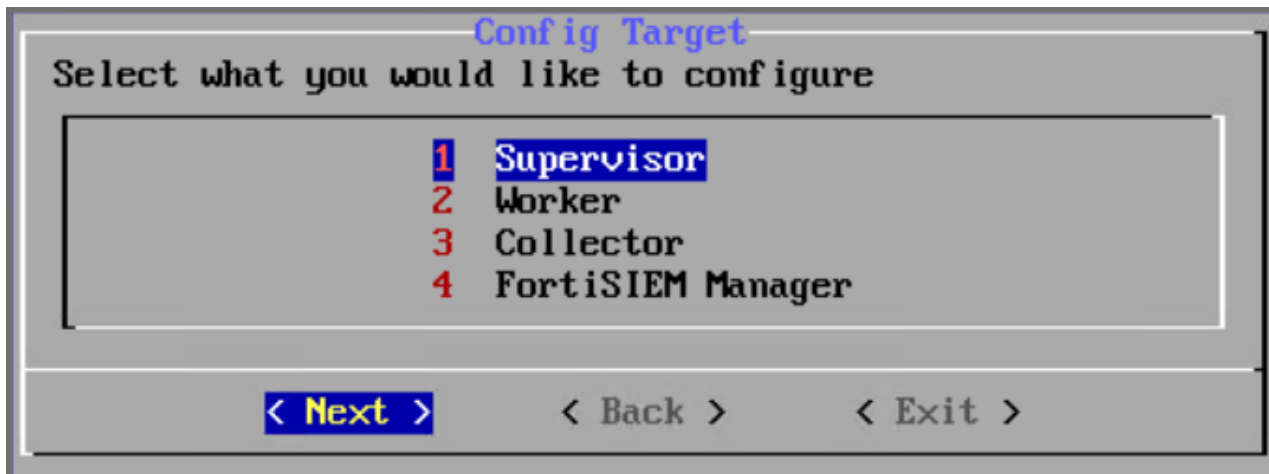 Config Target
Select what you would like to configure
1 Supervisor
2 Worker
3 Collector
4 FortiSIEM Manager
< Next > < Back > < Exit >